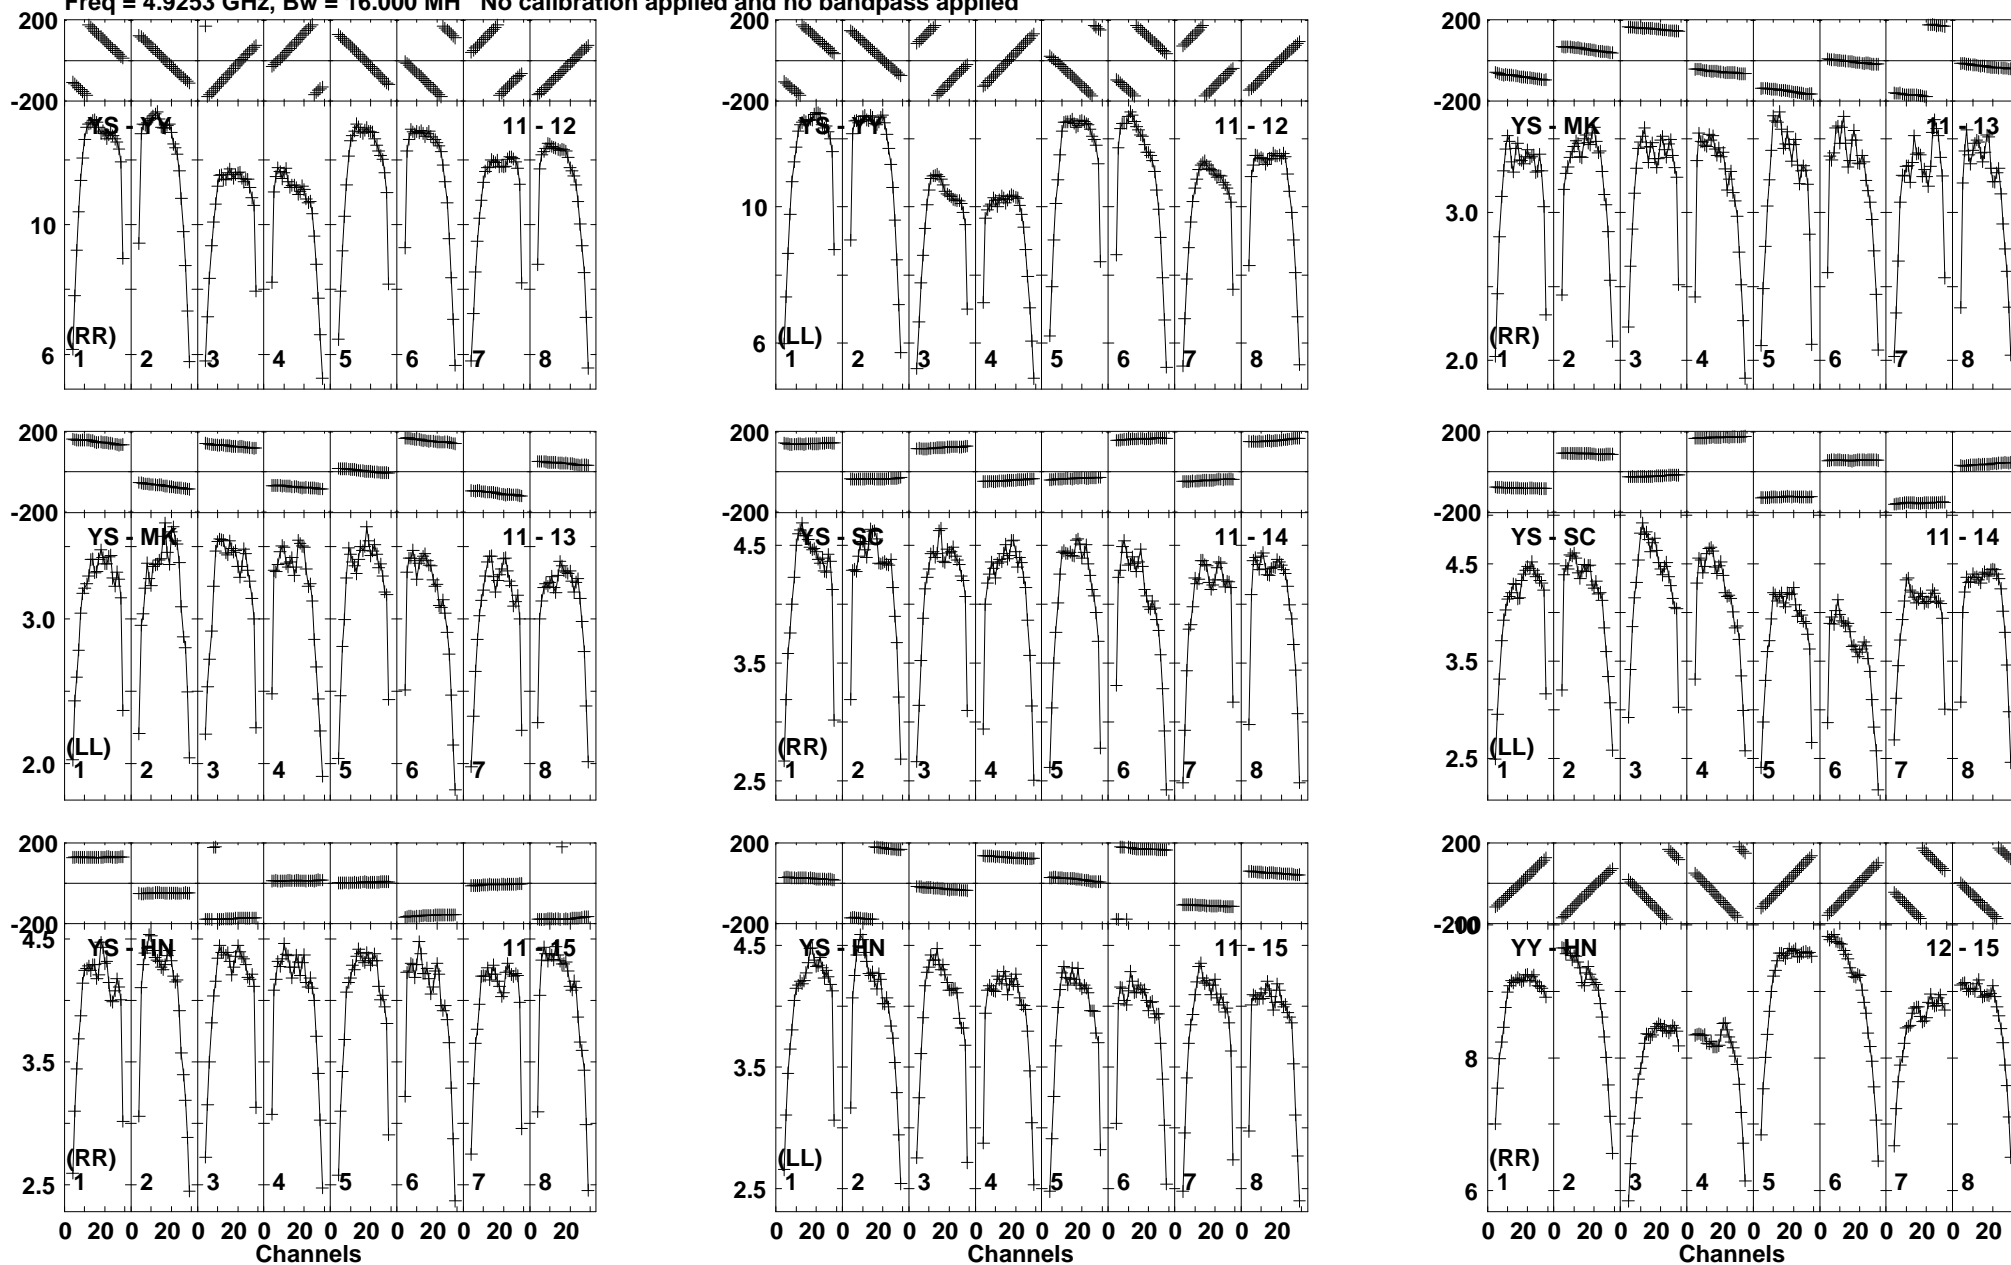 Freq = 4.9253 GHz, Bw = 16.000 MH No calibration applied and no bandpass applied
200
-200
YS - YY 11 - 12
10
6
(RR)
1 2 3 4 5 6 7 8
200
-200
YS - YY 11 - 12
10
6
(LL)
1 2 3 4 5 6 7 8
200
-200
YS - MK 11 - 13
3.0
2.0
(RR)
1 2 3 4 5 6 7 8
200
-200
YS - MK 11 - 13
3.0
2.0
(LL)
1 2 3 4 5 6 7 8
200
-200
YS - SC 11 - 14
4.5
3.5
2.5
(RR)
1 2 3 4 5 6 7 8
200
-200
YS - SC 11 - 14
4.5
3.5
2.5
(LL)
1 2 3 4 5 6 7 8
200
-200
YS - HN 11 - 15
4.5
3.5
2.5
(RR)
1 2 3 4 5 6 7 8
0 20 0 20 0 20 0 20 0 20 0 20 0 20 0 20
Channels
200
-200
YS - HN 11 - 15
4.5
3.5
2.5
(LL)
1 2 3 4 5 6 7 8
0 20 0 20 0 20 0 20 0 20 0 20 0 20 0 20
Channels
200
-200
10
YY - HN 12 - 15
8
6
(RR)
1 2 3 4 5 6 7 8
0 20 0 20 0 20 0 20 0 20 0 20 0 20 0 20
Channels